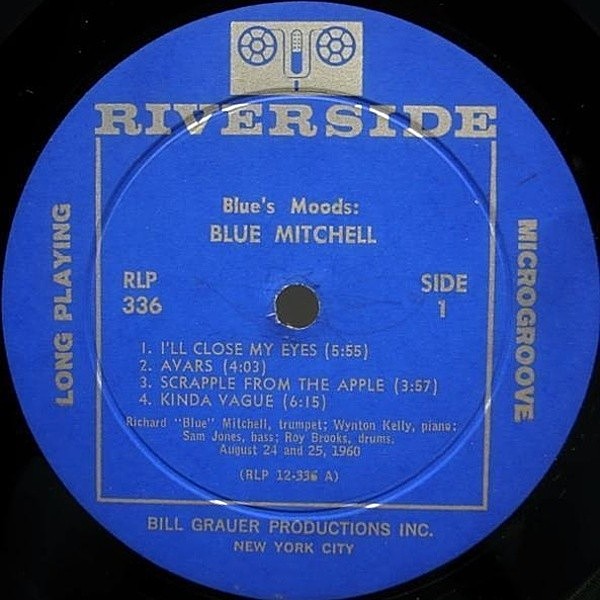 RIVERSIDE
Blue's Moods:
BLUE MITCHELL
LONG PLAYING
MICROGROOVE
RLP
336
SIDE
1
1. I'LL CLOSE MY EYES (5:55)
2. AVARS (4:03)
3. SCRAPPLE FROM THE APPLE (3:57)
4. KINDA VAGUE (6:15)
Richard "Blue" Mitchell, trumpet; Wynton Kelly, piano;
Sam Jones, bass; Roy Brooks, drums.
August 24 and 25, 1960
(RLP 12-336 A)
BILL GRAUER PRODUCTIONS INC.
NEW YORK CITY